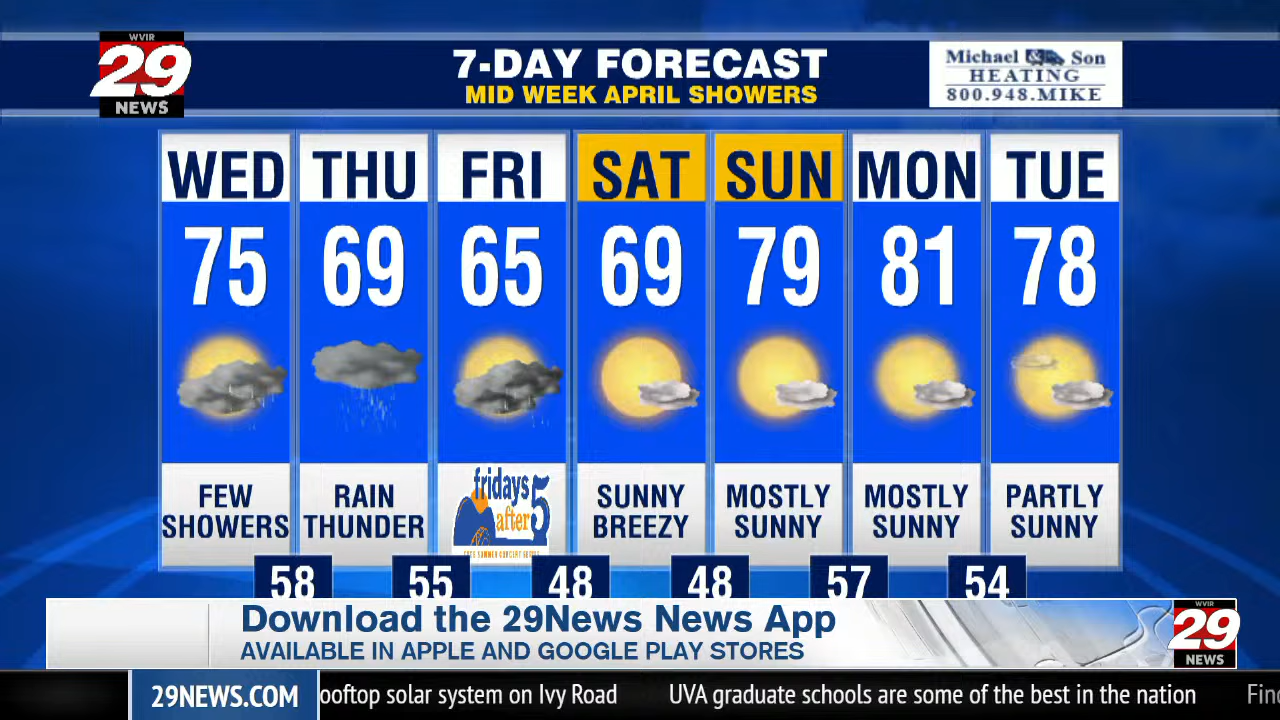 WVIR
29
NEWS
7-DAY FORECAST
MID WEEK APRIL SHOWERS
Michael & Son
HEATING
800.948.MIKE
WED THU FRI SAT SUN MON TUE
75 69 65 69 79 81 78
FEW SHOWERS
RAIN THUNDER
fridays after 5
SUNNY BREEZY
MOSTLY SUNNY
MOSTLY SUNNY
PARTLY SUNNY
58 55 48 48 57 54
Download the 29News News App
AVAILABLE IN APPLE AND GOOGLE PLAY STORES
WVIR
29
NEWS
29NEWS.COM
ooftop solar system on Ivy Road UVA graduate schools are some of the best in the nation Fin